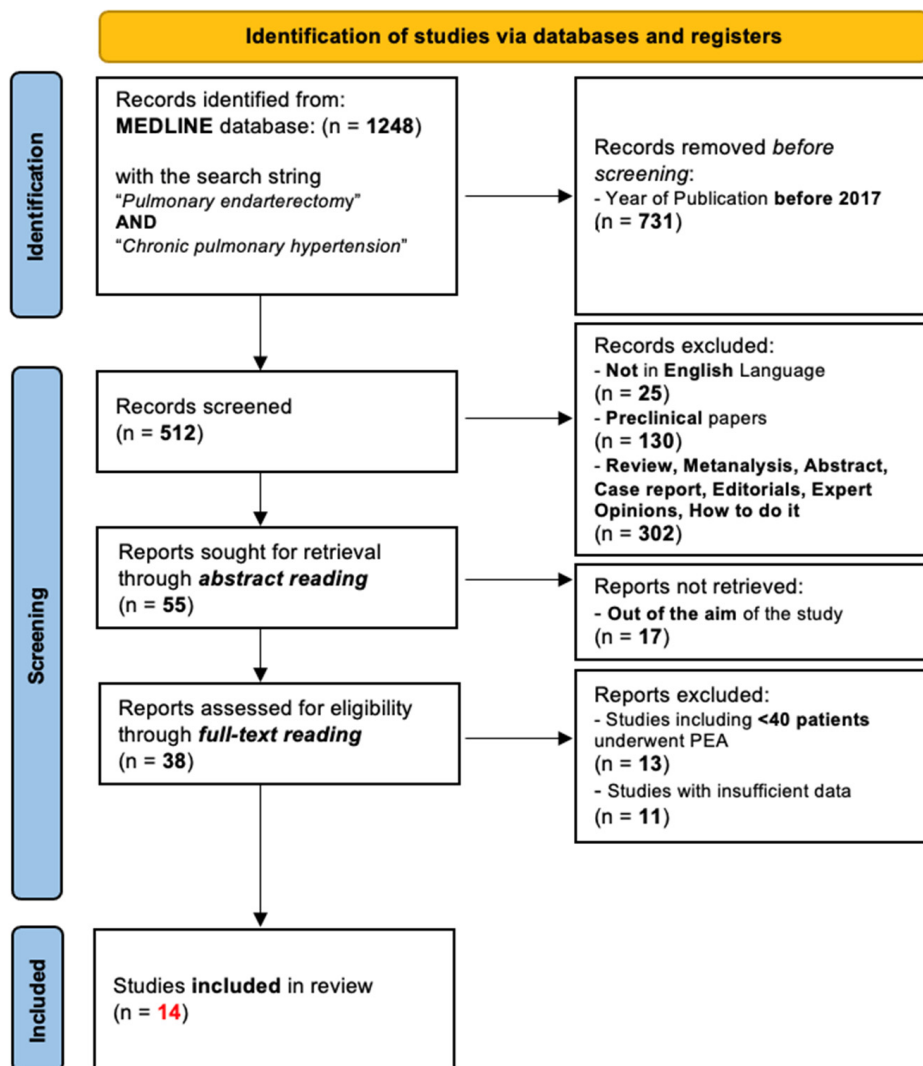 Identification of studies via databases and registers
Identification
Records identified from:
MEDLINE database: (n = 1248)
with the search string
“Pulmonary endarterectomy”
AND
“Chronic pulmonary hypertension”
Records removed before
screening:
- Year of Publication before 2017
(n = 731)
Screening
Records screened
(n = 512)
Records excluded:
- Not in English Language
(n = 25)
- Preclinical papers
(n = 130)
- Review, Metanalysis, Abstract,
Case report, Editorials, Expert
Opinions, How to do it
(n = 302)
Reports sought for retrieval
through abstract reading
(n = 55)
Reports not retrieved:
- Out of the aim of the study
(n = 17)
Reports assessed for eligibility
through full-text reading
(n = 38)
Reports excluded:
- Studies including <40 patients
underwent PEA
(n = 13)
- Studies with insufficient data
(n = 11)
Included
Studies included in review
(n = 14)